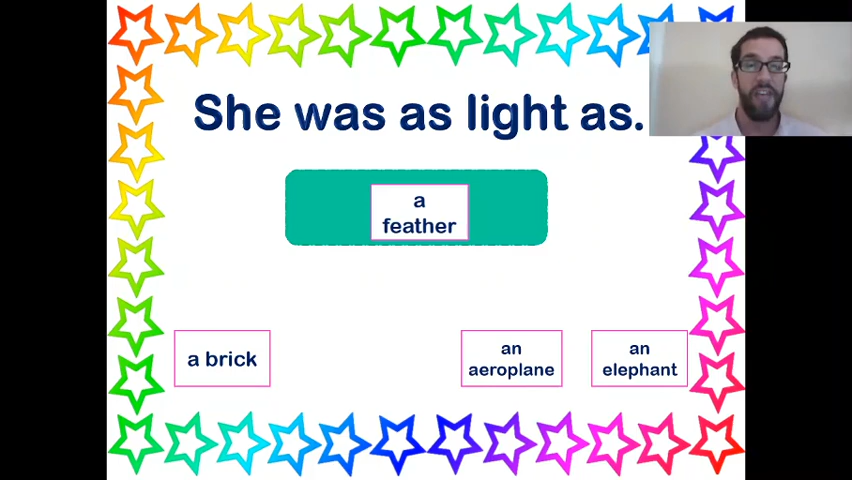 She was as light as.
a
feather
a brick
an
aeroplane
an
elephant